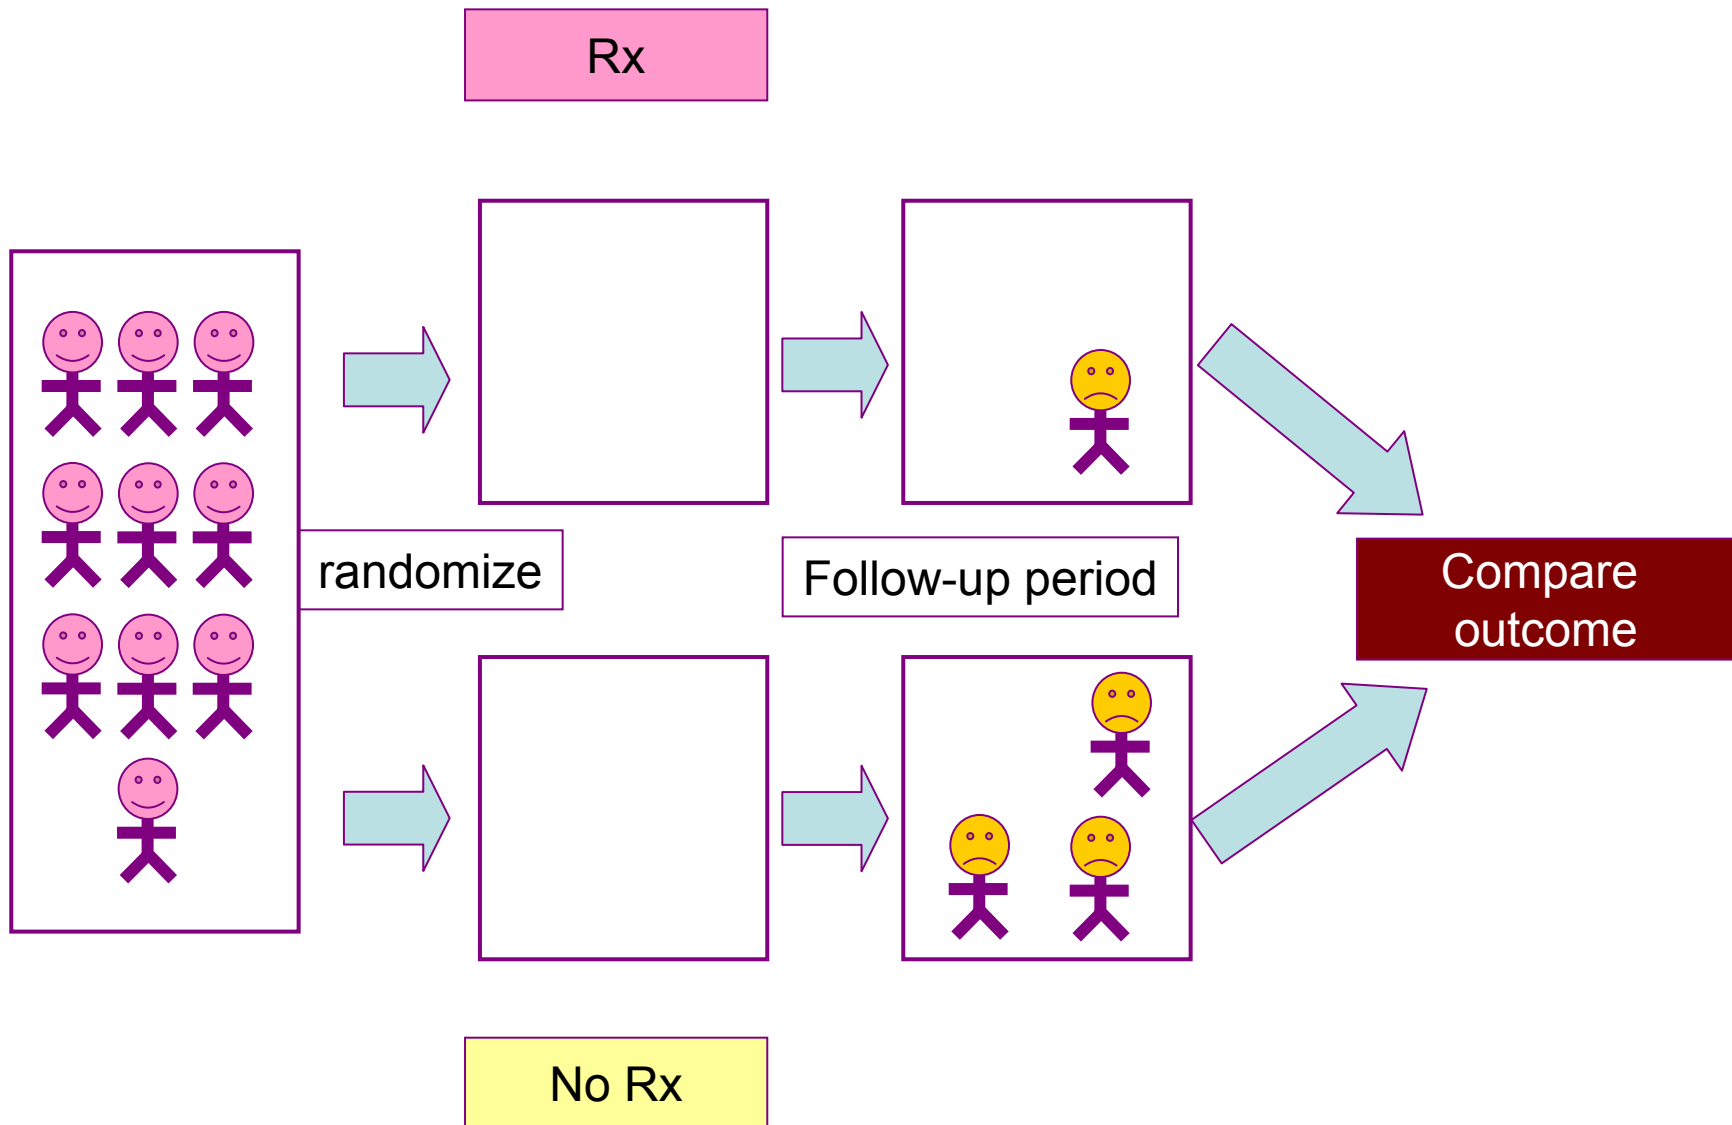 Rx
randomize
Follow-up period
Compare
outcome
No Rx